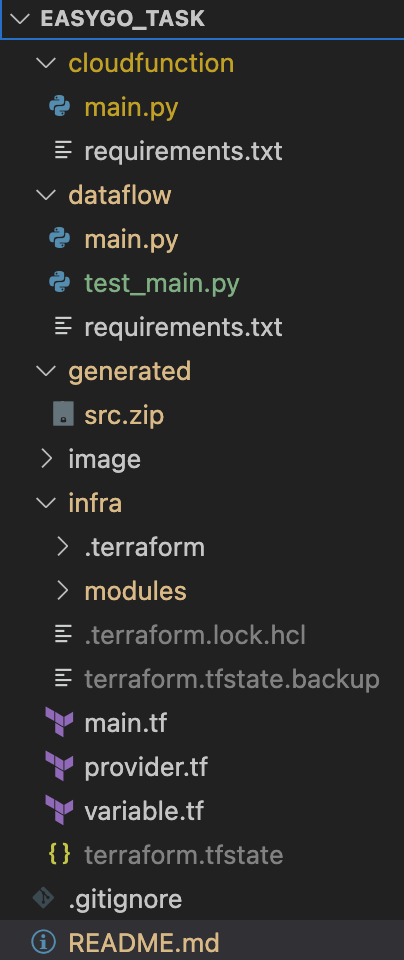 EASYGO_TASK
cloudfunction
main.py
requirements.txt
dataflow
main.py
test_main.py
requirements.txt
generated
src.zip
image
infra
.terraform
modules
.terraform.lock.hcl
terraform.tfstate.backup
main.tf
provider.tf
variable.tf
terraform.tfstate
.gitignore
README.md